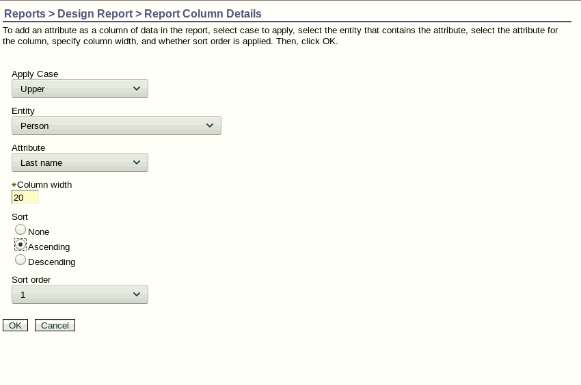 Reports > Design Report > Report Column Details
To add an attribute as a column of data in the report, select case to apply, select the entity that contains the attribute, select the attribute for
the column, specify column width, and whether sort order is applied. Then, click OK.
Apply Case
Upper
Entity
Person
Attribute
Last name
*Column width
20
Sort
None
Ascending
Descending
Sort order
1
OK Cancel